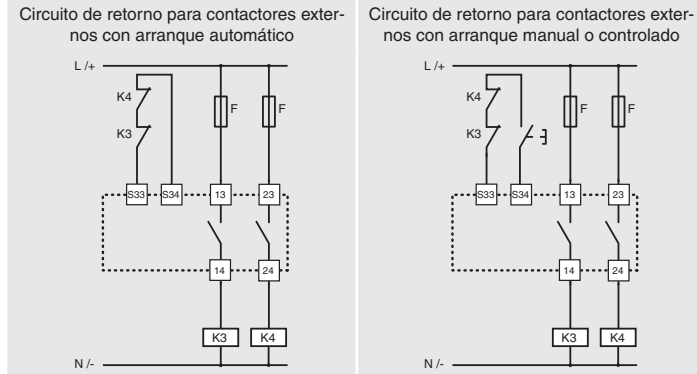 Circuito de retorno para contactores exter-
nos con arranque automático
L /+
K4
K3
F
F
S33
S34
13
23
14
24
K3
K4
N /-
Circuito de retorno para contactores exter-
nos con arranque manual o controlado
L /+
K4
K3
F
F
S33
S34
13
23
14
24
K3
K4
N /-